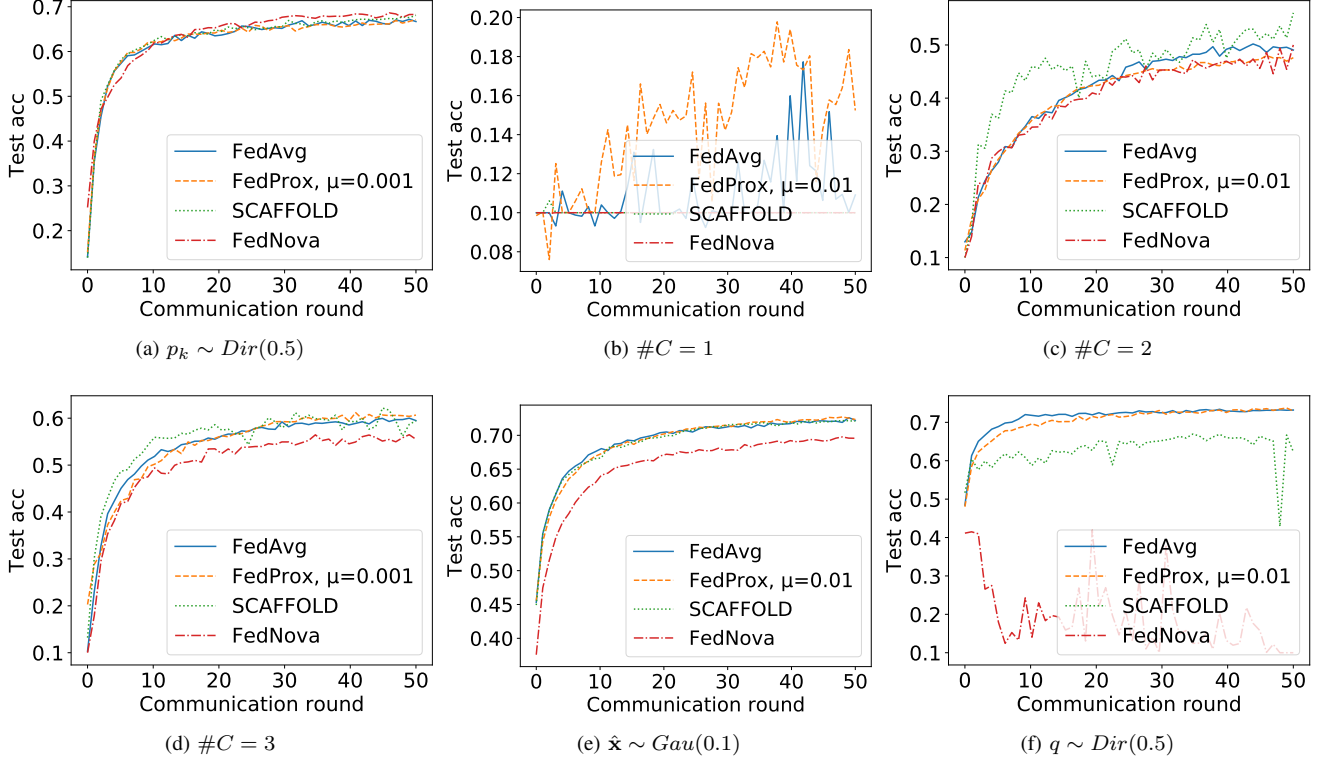 0.7
0.6
0.5
0.4
0.3
0.2
Test acc
0 10 20 30 40 50
Communication round
FedAvg
FedProx, μ=0.001
SCAFFOLD
FedNova
(a) p_k ∼ Dir(0.5)
0.20
0.18
0.16
0.14
0.12
0.10
0.08
Test acc
0 10 20 30 40 50
Communication round
FedAvg
FedProx, μ=0.01
SCAFFOLD
FedNova
(b) #C = 1
0.5
0.4
0.3
0.2
0.1
Test acc
0 10 20 30 40 50
Communication round
FedAvg
FedProx, μ=0.01
SCAFFOLD
FedNova
(c) #C = 2
0.6
0.5
0.4
0.3
0.2
0.1
Test acc
0 10 20 30 40 50
Communication round
FedAvg
FedProx, μ=0.001
SCAFFOLD
FedNova
(d) #C = 3
0.70
0.65
0.60
0.55
0.50
0.45
0.40
Test acc
0 10 20 30 40 50
Communication round
FedAvg
FedProx, μ=0.01
SCAFFOLD
FedNova
(e) x̂ ∼ Gau(0.1)
0.7
0.6
0.5
0.4
0.3
0.2
0.1
Test acc
0 10 20 30 40 50
Communication round
FedAvg
FedProx, μ=0.01
SCAFFOLD
FedNova
(f) q ∼ Dir(0.5)